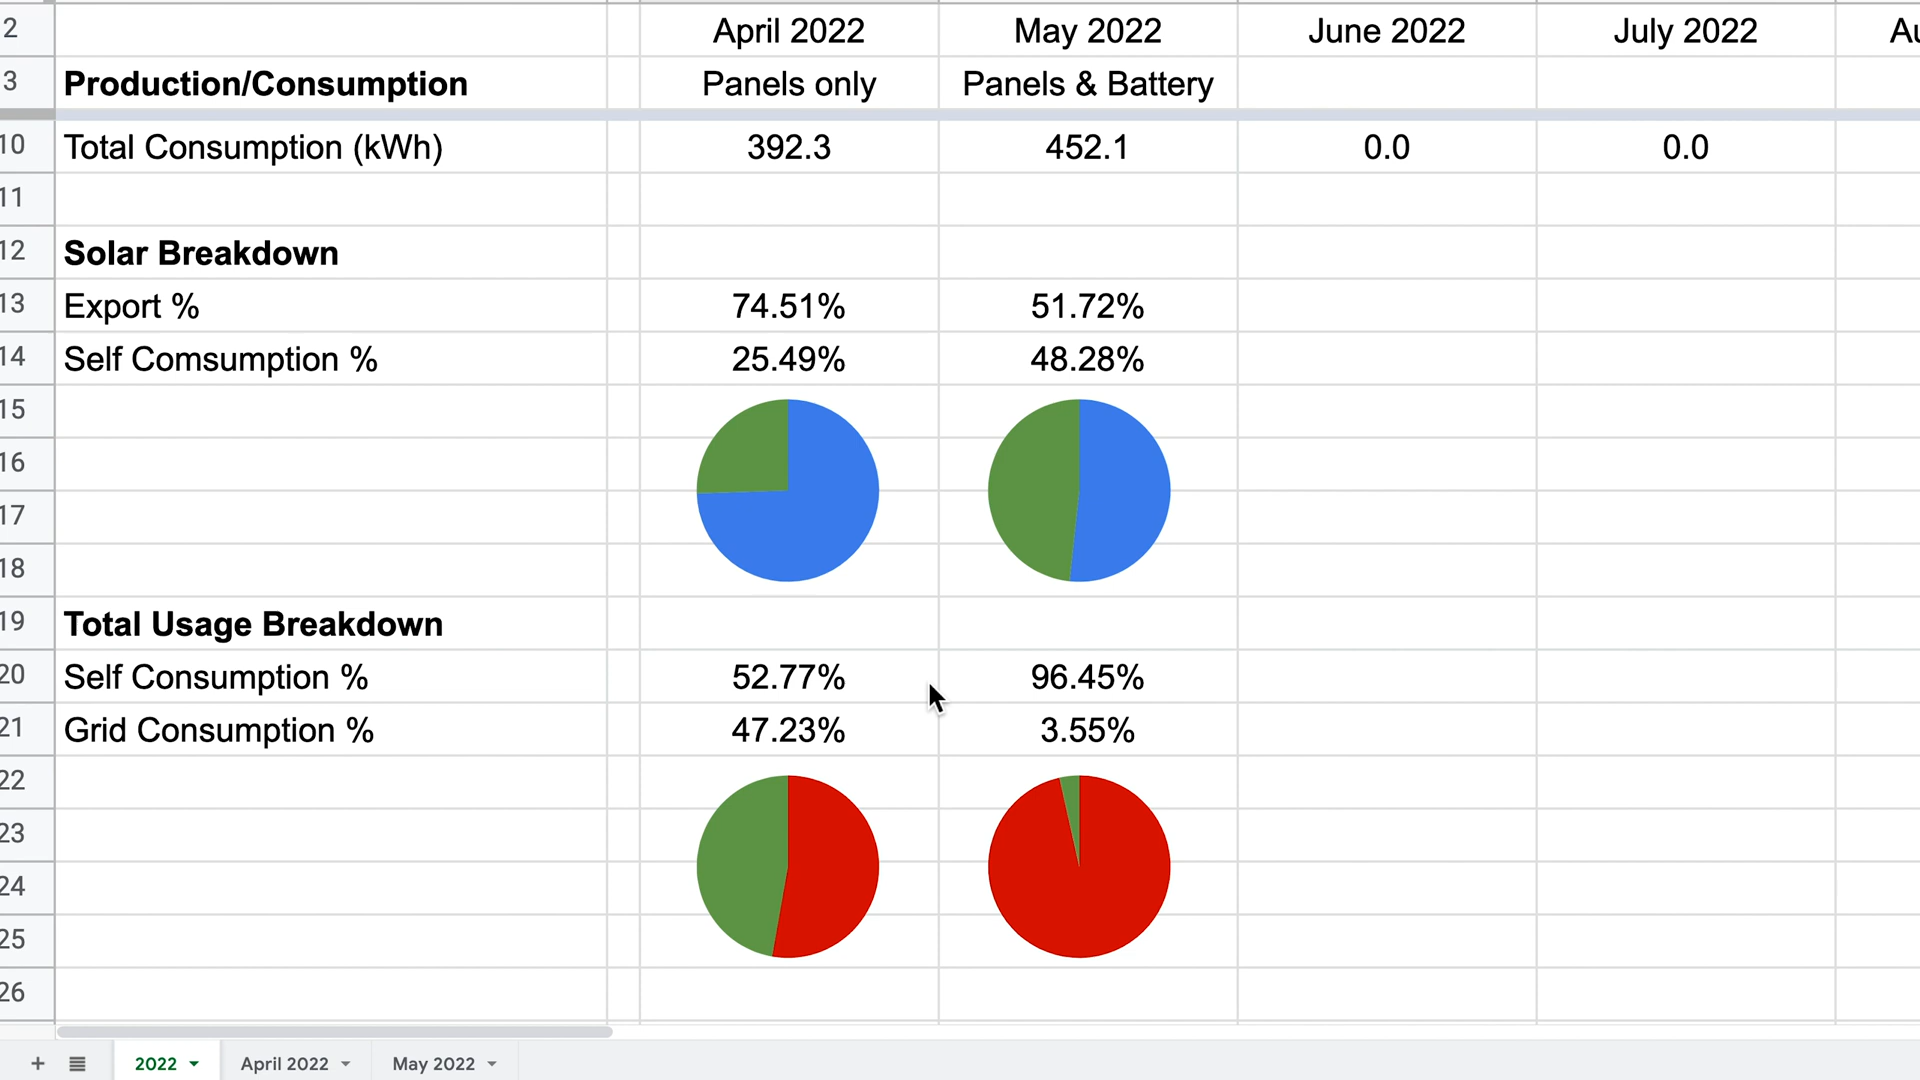 2 April 2022 May 2022 June 2022 July 2022 Au
3 Production/Consumption Panels only Panels & Battery
10 Total Consumption (kWh) 392.3 452.1 0.0 0.0
11
12 Solar Breakdown
13 Export % 74.51% 51.72%
14 Self Comsumption % 25.49% 48.28%
15
16
17
18
19 Total Usage Breakdown
20 Self Consumption % 52.77% 96.45%
21 Grid Consumption % 47.23% 3.55%
22
23
24
25
26
+ 2022 April 2022 May 2022